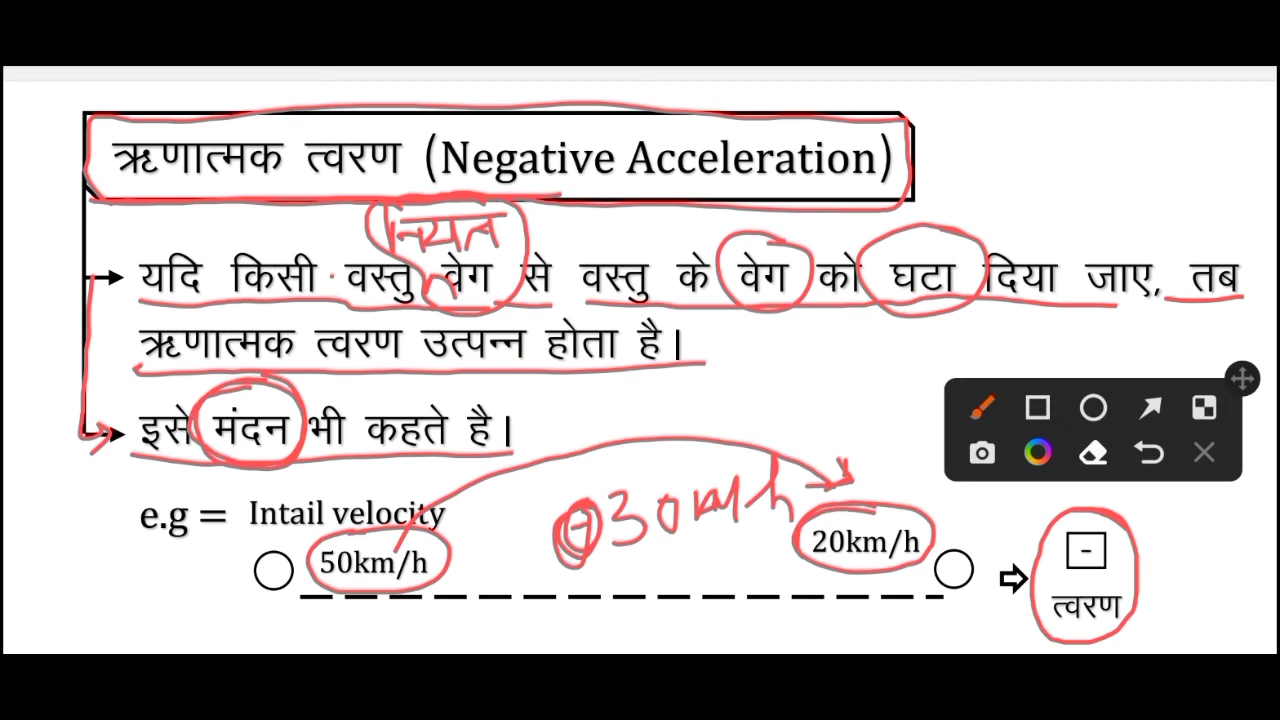 ऋणात्मक त्वरण (Negative Acceleration)
नियत
यदि किसी वस्तु वेग से वस्तु के वेग को घटा दिया जाए, तब
ऋणात्मक त्वरण उत्पन्न होता है।
इसे मंदन भी कहते है।
e.g = Intail velocity
50km/h
- 30km/h
20km/h
-
त्वरण